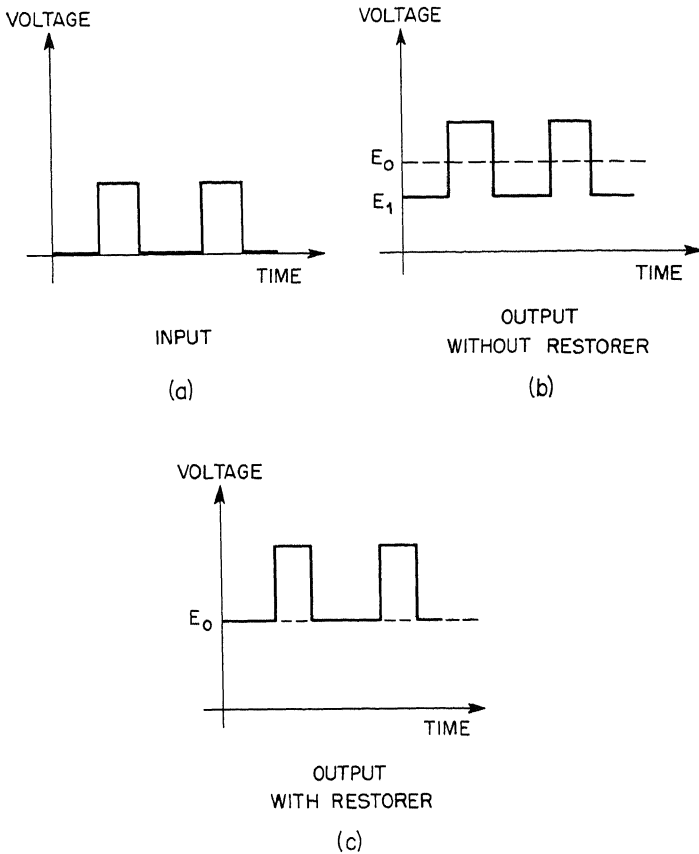 VOLTAGE
TIME
INPUT
(a)
VOLTAGE
E₀
E₁
TIME
OUTPUT
WITHOUT RESTORER
(b)
VOLTAGE
E₀
TIME
OUTPUT
WITH RESTORER
(c)